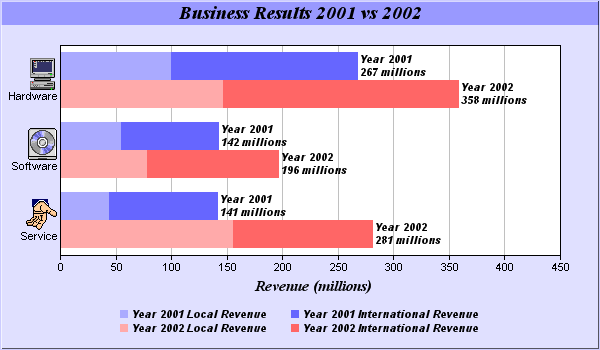 Business Results 2001 vs 2002
Hardware
Year 2001
267 millions
Year 2002
358 millions
Software
Year 2001
142 millions
Year 2002
196 millions
Service
Year 2001
141 millions
Year 2002
281 millions
0 50 100 150 200 250 300 350 400 450
Revenue (millions)
Year 2001 Local Revenue Year 2001 International Revenue
Year 2002 Local Revenue Year 2002 International Revenue